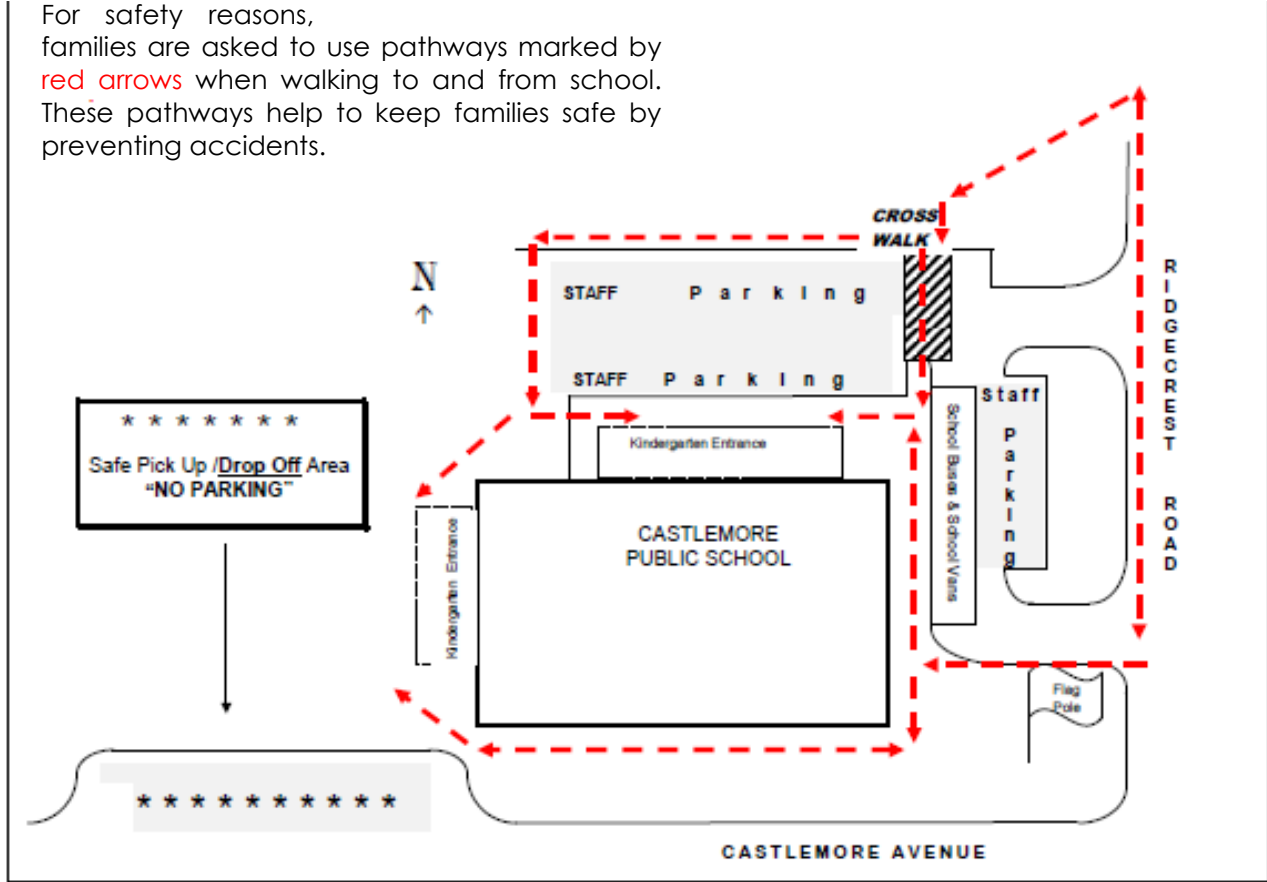 For safety reasons,
families are asked to use pathways marked by
red arrows when walking to and from school.
These pathways help to keep families safe by
preventing accidents.
CROSS
WALK
N
STAFF Parking
STAFF Parking
* * * * * * *
Safe Pick Up /Drop Off Area
“NO PARKING”
Kindergarten Entrance
Kindergarten Entrance
CASTLEMORE
PUBLIC SCHOOL
School Buses & School Vans
Staff
Parking
RIDGECREST ROAD
Flag
Pole
* * * * * * * * * *
CASTLEMORE AVENUE